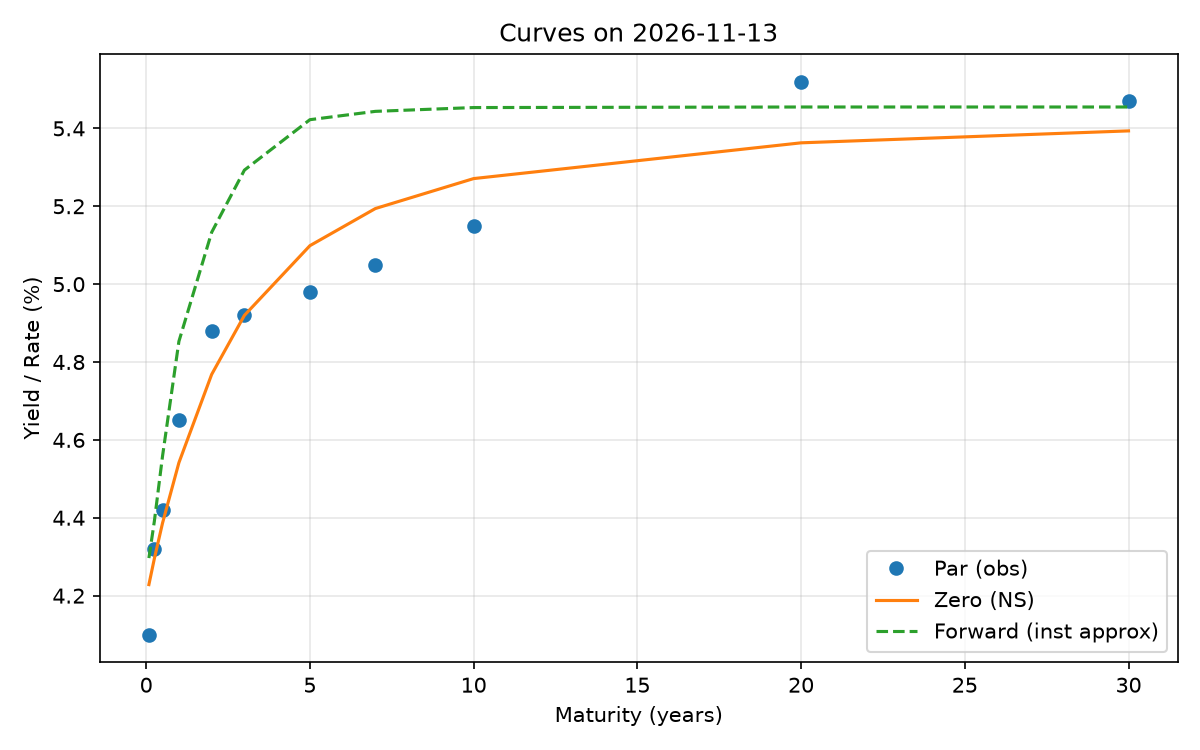 Curves on 2026-11-13
Yield / Rate (%)
5.4
5.2
5.0
4.8
4.6
4.4
4.2
0 5 10 15 20 25 30
Maturity (years)
Par (obs)
Zero (NS)
Forward (inst approx)